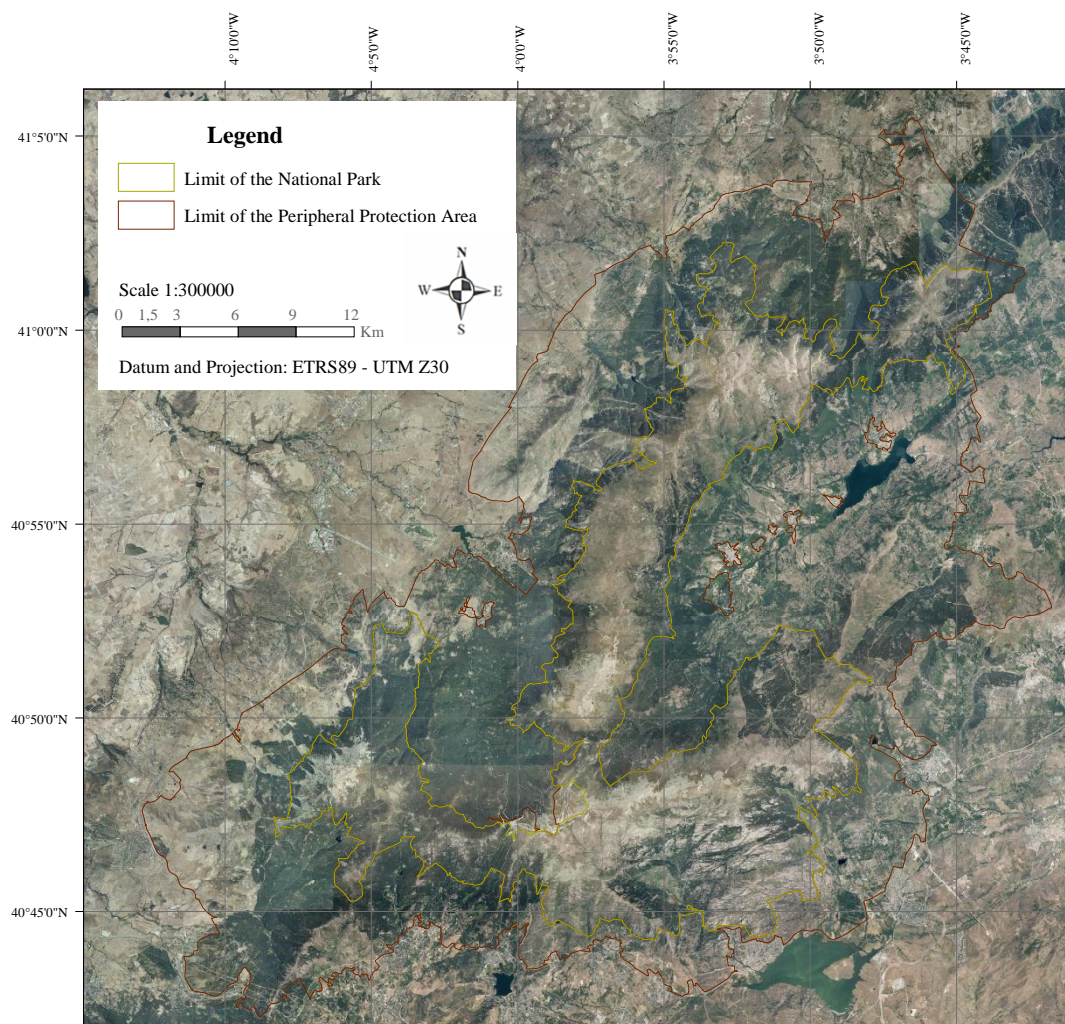 4°10'0"W
4°5'0"W
4°0'0"W
3°55'0"W
3°50'0"W
3°45'0"W
41°5'0"N
41°0'0"N
40°55'0"N
40°50'0"N
40°45'0"N
Legend
Limit of the National Park
Limit of the Peripheral Protection Area
N
W E
S
Scale 1:300000
0 1,5 3 6 9 12
Km
Datum and Projection: ETRS89 - UTM Z30